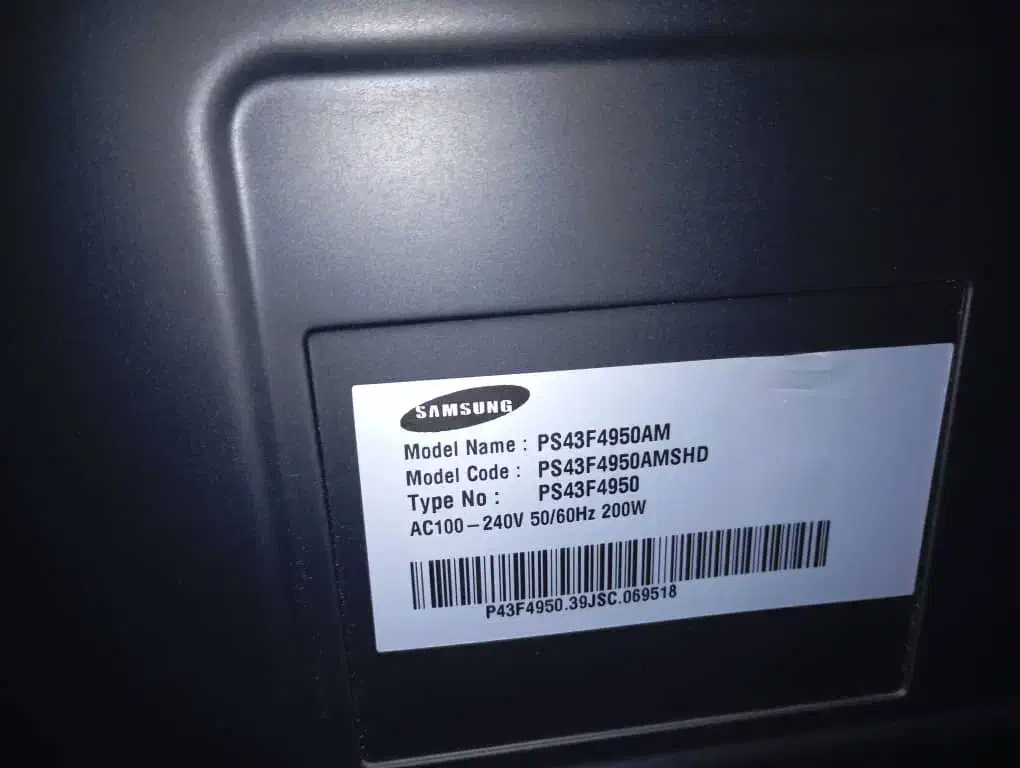 SAMSUNG
Model Name : PS43F4950AM
Model Code : PS43F4950AMSHD
Type No : PS43F4950
AC100-240V 50/60Hz 200W
P43F4950.39JSC.069518